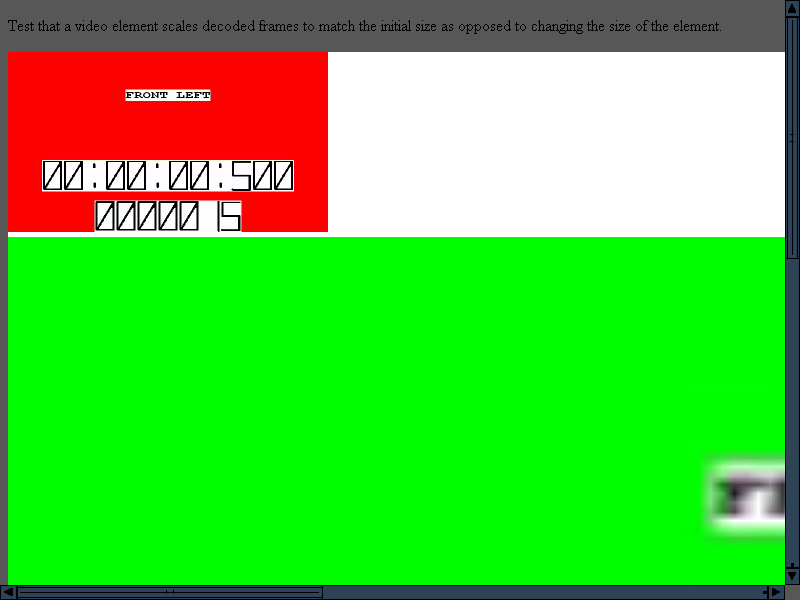 Test that a video element scales decoded frames to match the initial size as opposed to changing the size of the element.
FRONT LEFT
00:00:00:500
00000 15